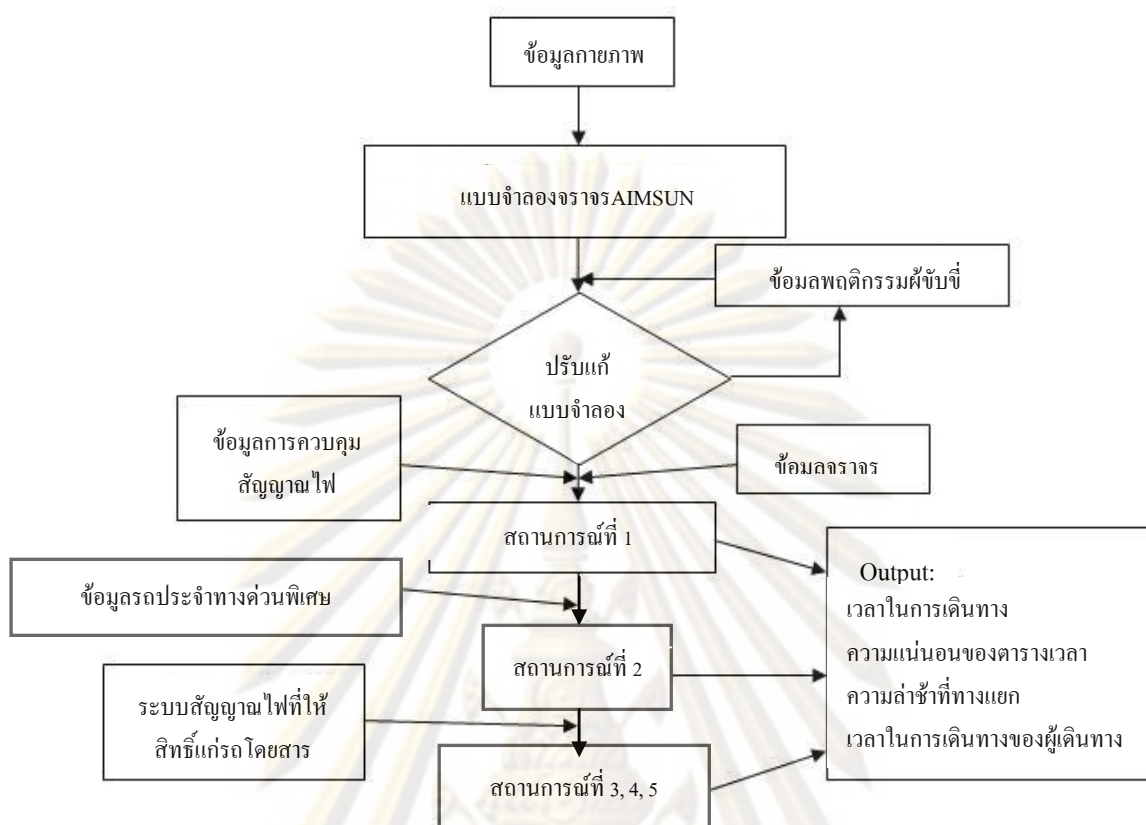 ข้อมูลกายภาพ
แบบจำลองจราจรAIMSUN
ข้อมลพฤติกรรมผ้ขับขี่
ปรับแก้
แบบจำลอง
ข้อมูลการควบคุม
สัญญาณไฟ
ข้อมลจราจร
สถานการณ์ที่ 1
ข้อมูลรถประจำทางด่วนพิเศษ
สถานการณ์ที่ 2
ระบบสัญญาณไฟที่ให้
สิทธิ์แก่รถโดยสาร
สถานการณ์ที่ 3, 4, 5
Output:
เวลาในการเดินทาง
ความแน่นอนของตารางเวลา
ความล่าช้าที่ทางแยก
เวลาในการเดินทางของผู้เดินทาง